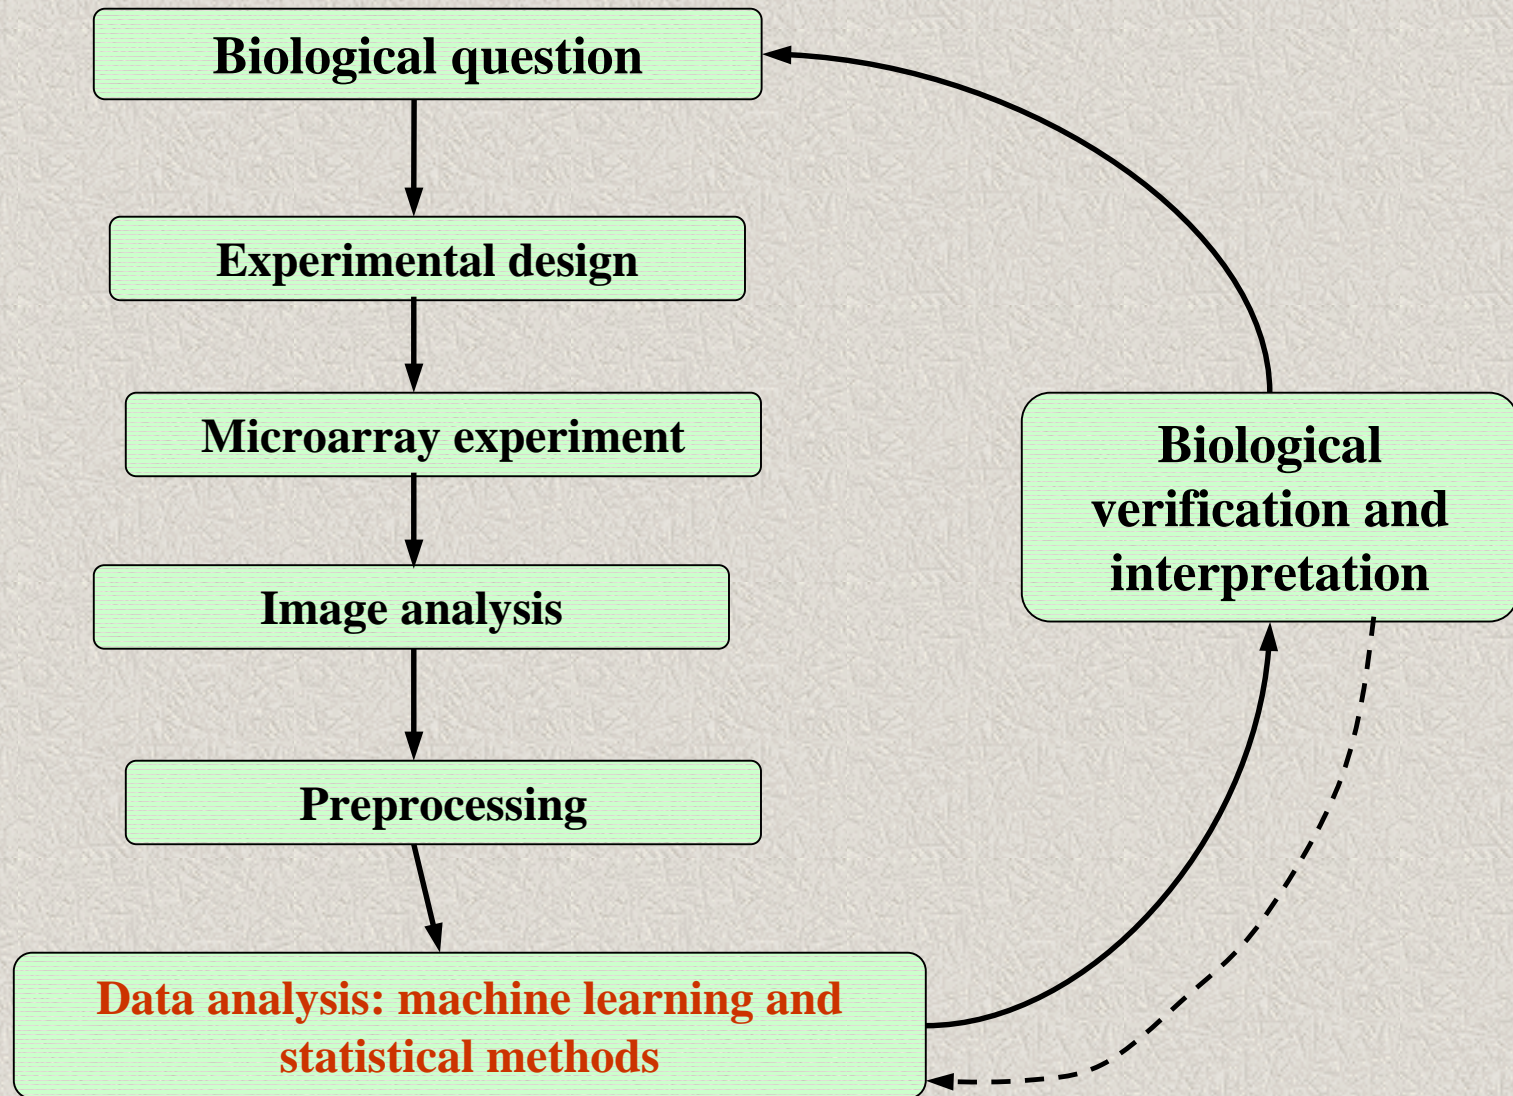 Biological question
Experimental design
Microarray experiment
Image analysis
Preprocessing
Data analysis: machine learning and
statistical methods
Biological
verification and
interpretation